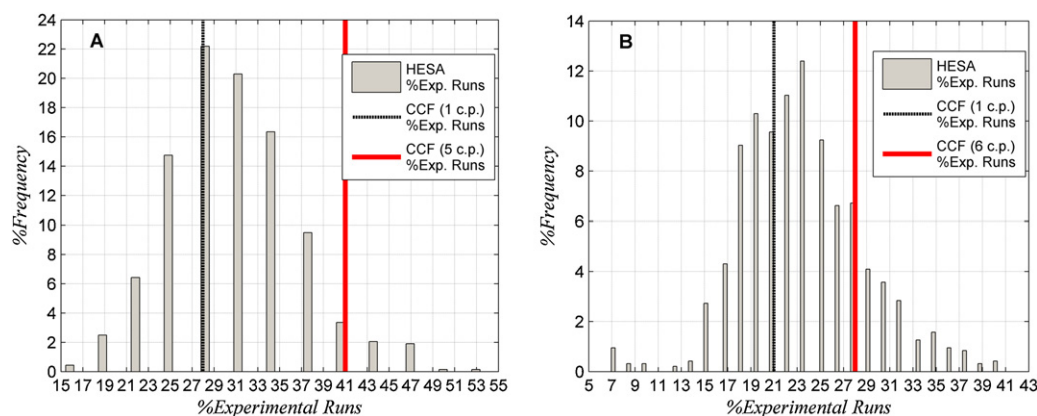 A
24
22
20
18
16
14
12
10
8
6
4
2
0
%Frequency
HESA
%Exp. Runs
CCF (1 c.p.)
%Exp. Runs
CCF (5 c.p.)
%Exp. Runs
15 17 19 21 23 25 27 29 31 33 35 37 39 41 43 45 47 49 51 53 55
%Experimental Runs
B
14
12
10
8
6
4
2
0
%Frequency
HESA
%Exp. Runs
CCF (1 c.p.)
%Exp. Runs
CCF (6 c.p.)
%Exp. Runs
5 7 9 11 13 15 17 19 21 23 25 27 29 31 33 35 37 39 41 43
%Experimental Runs